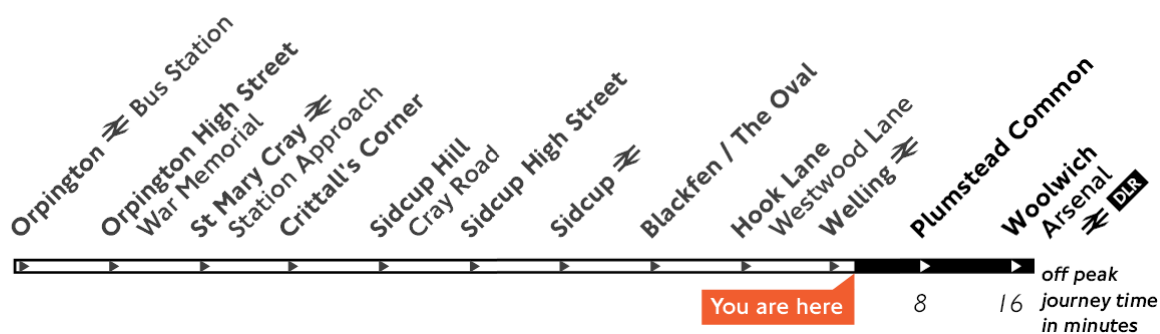 Orpington Bus Station
Orpington High Street
War Memorial
St Mary Cray
Station Approach
Crittall's Corner
Sidcup Hill
Cray Road
Sidcup High Street
Sidcup
Blackfen / The Oval
Hook Lane
Westwood Lane
Welling
Plumstead Common
Woolwich
Arsenal
DLR
You are here
8
16
off peak
journey time
in minutes